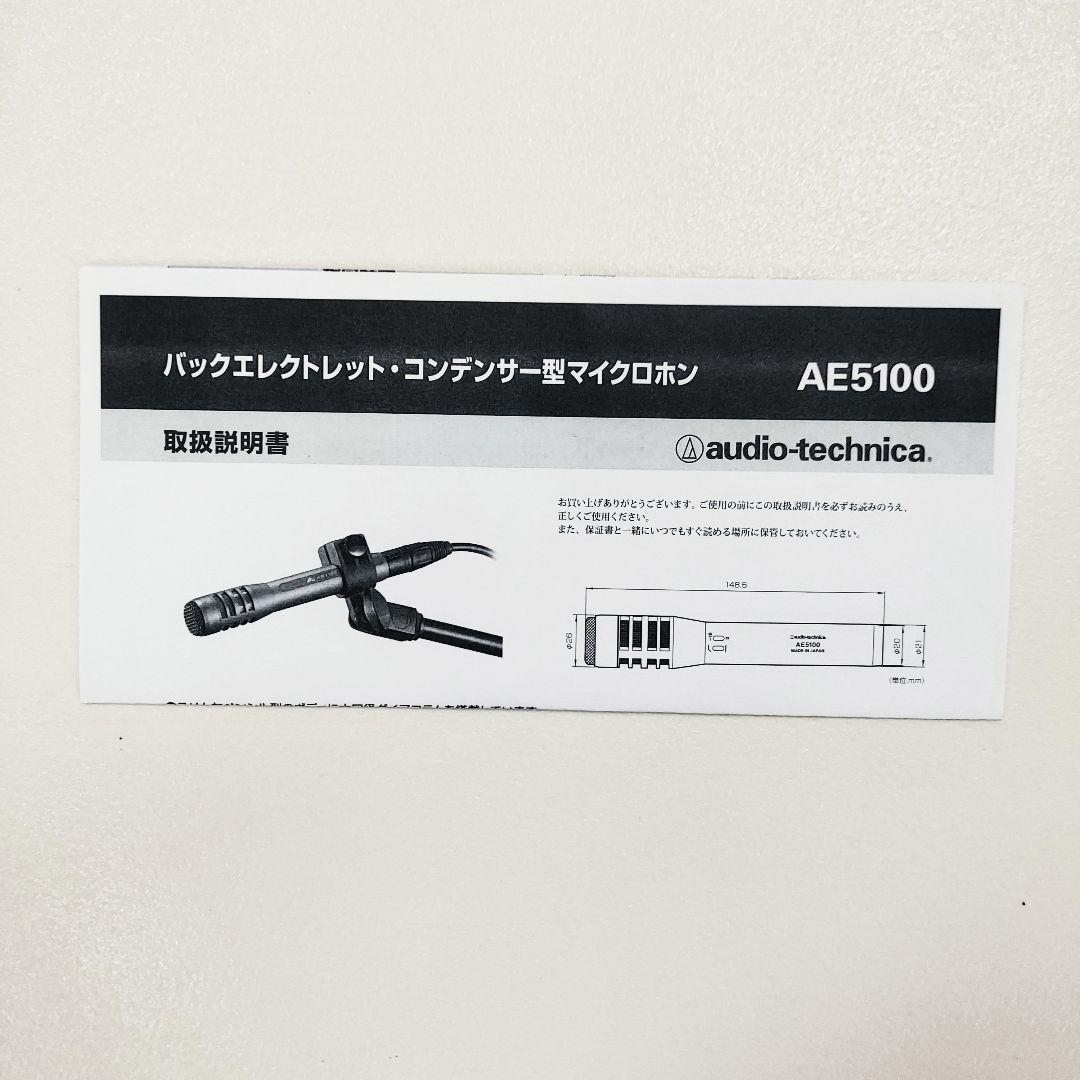 バックエレクトレット・コンデンサー型マイクロホン AE5100
取扱説明書 audio-technica®
お買い上げありがとうございます。ご使用の前にこの取扱説明書を必ずお読みのうえ、
正しくご使用ください。
また、保証書と一緒にいつでもすぐ読める場所に保管しておいてください。
148.6
φ26
audio-technica
AE5100
MADE IN JAPAN
φ20
φ21
(単位:mm)